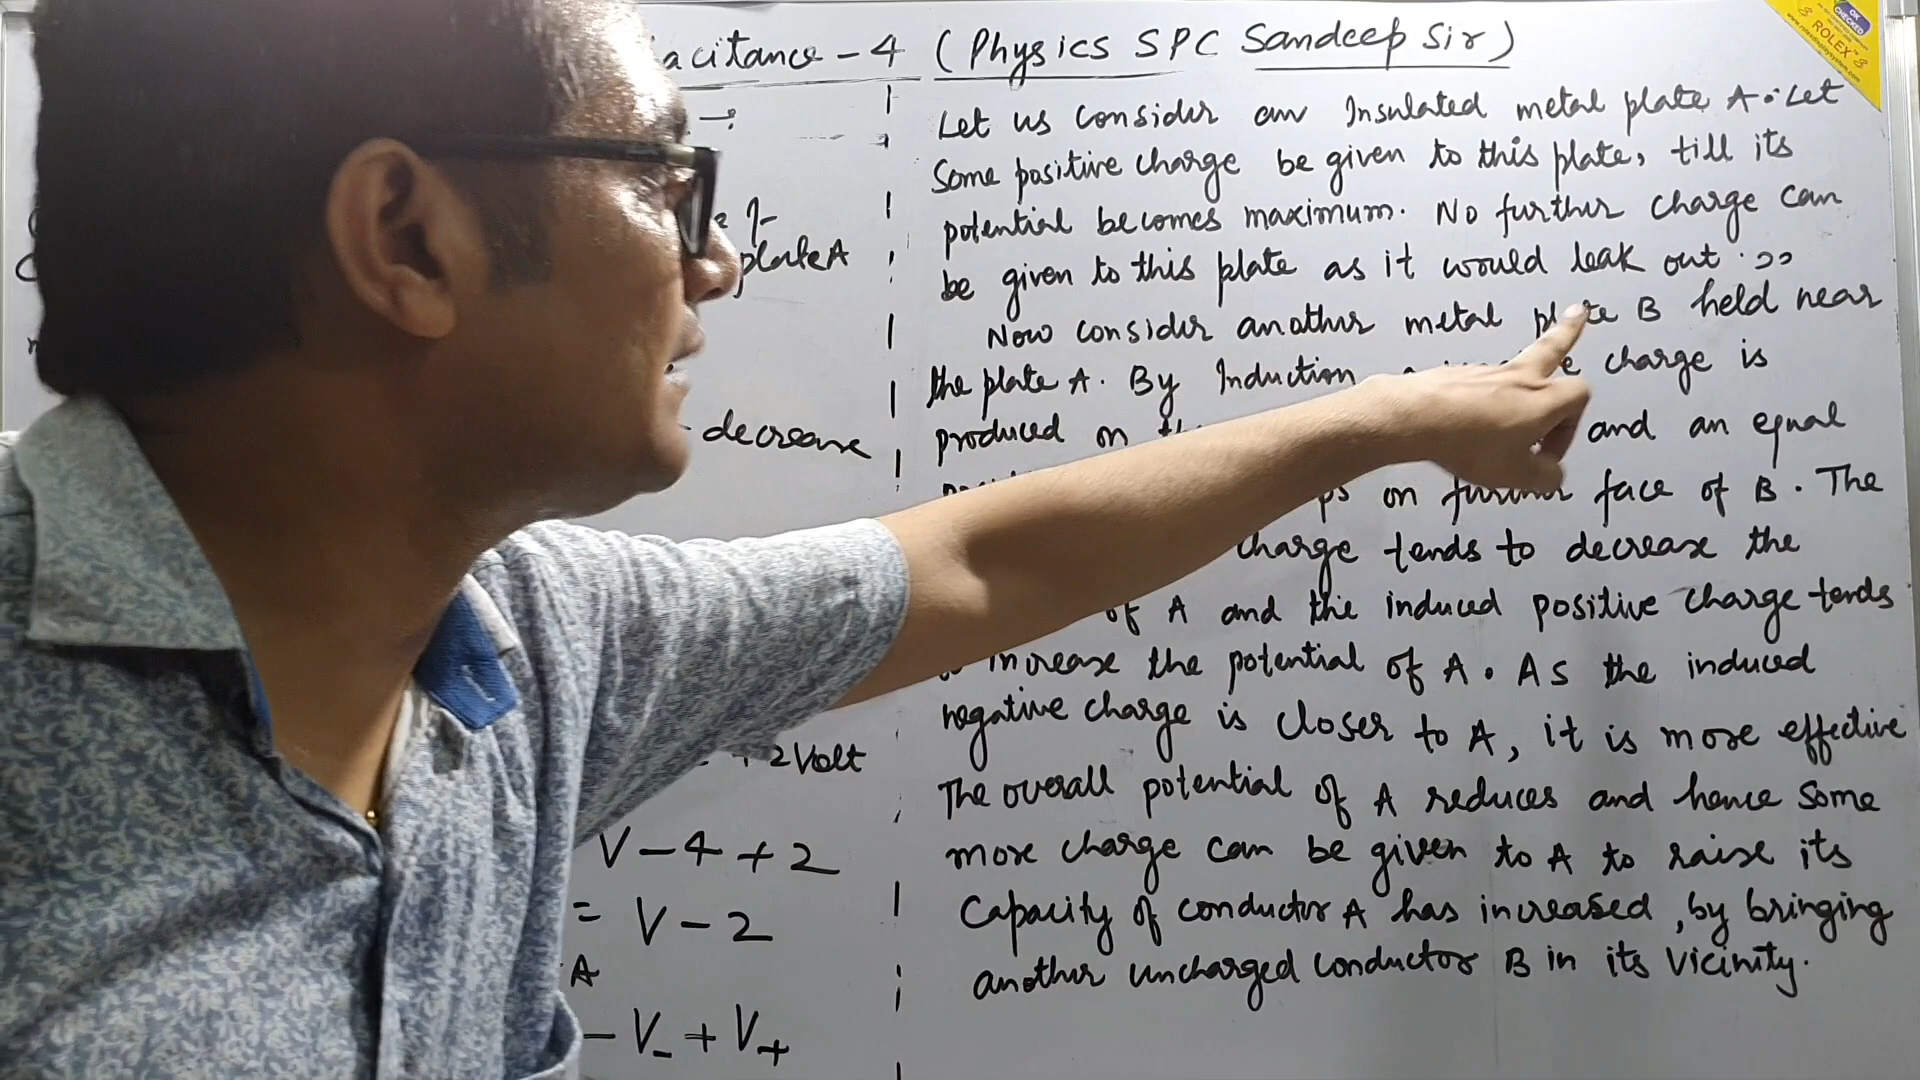 acitance - 4 (Physics SPC Sandeep Sir)
plate A
decrease
+ 2 Volt
V - 4 + 2
= V - 2
A
- V_- + V_+
Let us consider an Insulated metal plate A. Let
Some positive charge be given to this plate, till its
potential becomes maximum. No further charge can
be given to this plate as it would leak out.
Now consider another metal plate B held near
the plate A. By Induction charge is
produced on and an equal
on further face of B. The
charge tends to decrease the
of A and the induced positive charge tends
increase the potential of A. As the induced
negative charge is closer to A, it is more effective
The overall potential of A reduces and hence some
more charge can be given to A to raise its
Capacity of conductor A has increased, by bringing
another uncharged conductor B in its vicinity.
OK
CHECKED
ROLEX